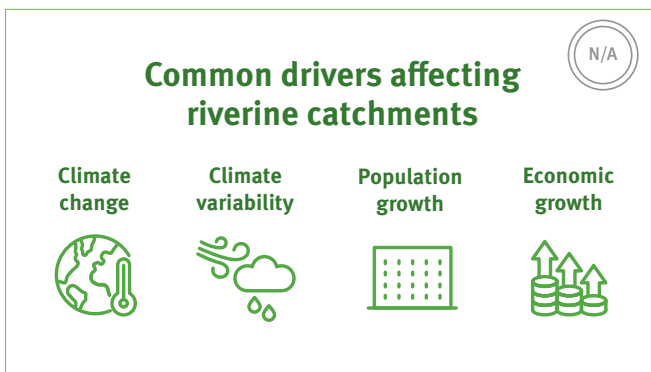 N/A
Common drivers affecting
riverine catchments
Climate
change
Climate
variability
Population
growth
Economic
growth